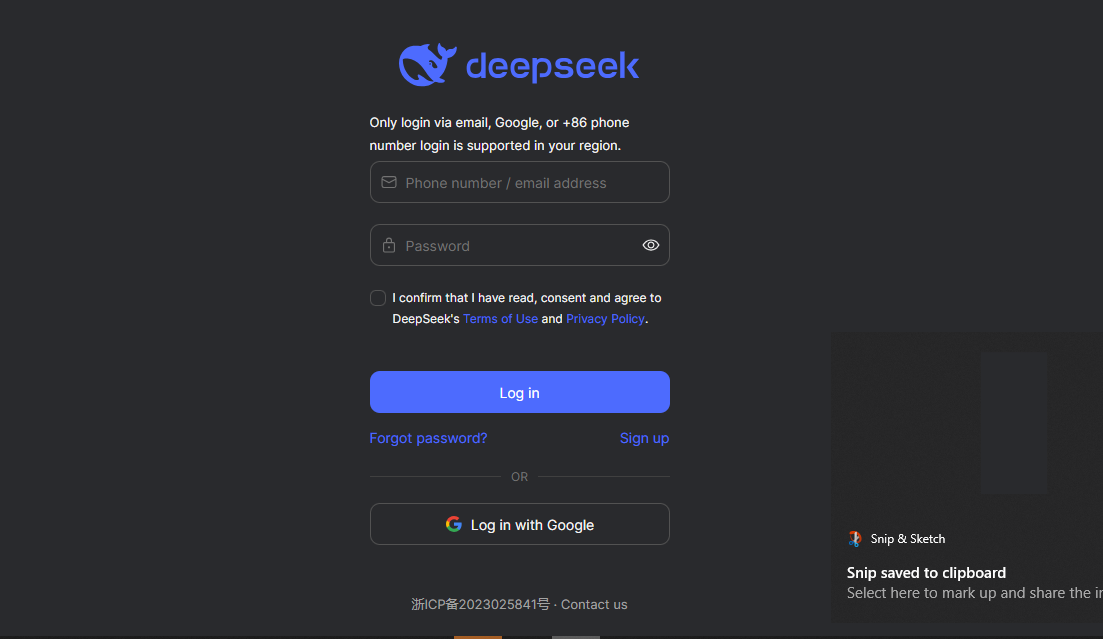 deepseek
Only login via email, Google, or +86 phone
number login is supported in your region.
Phone number / email address
Password
I confirm that I have read, consent and agree to
DeepSeek's Terms of Use and Privacy Policy.
Log in
Forgot password?
Sign up
OR
Log in with Google
浙ICP备2023025841号 · Contact us
Snip & Sketch
Snip saved to clipboard
Select here to mark up and share the